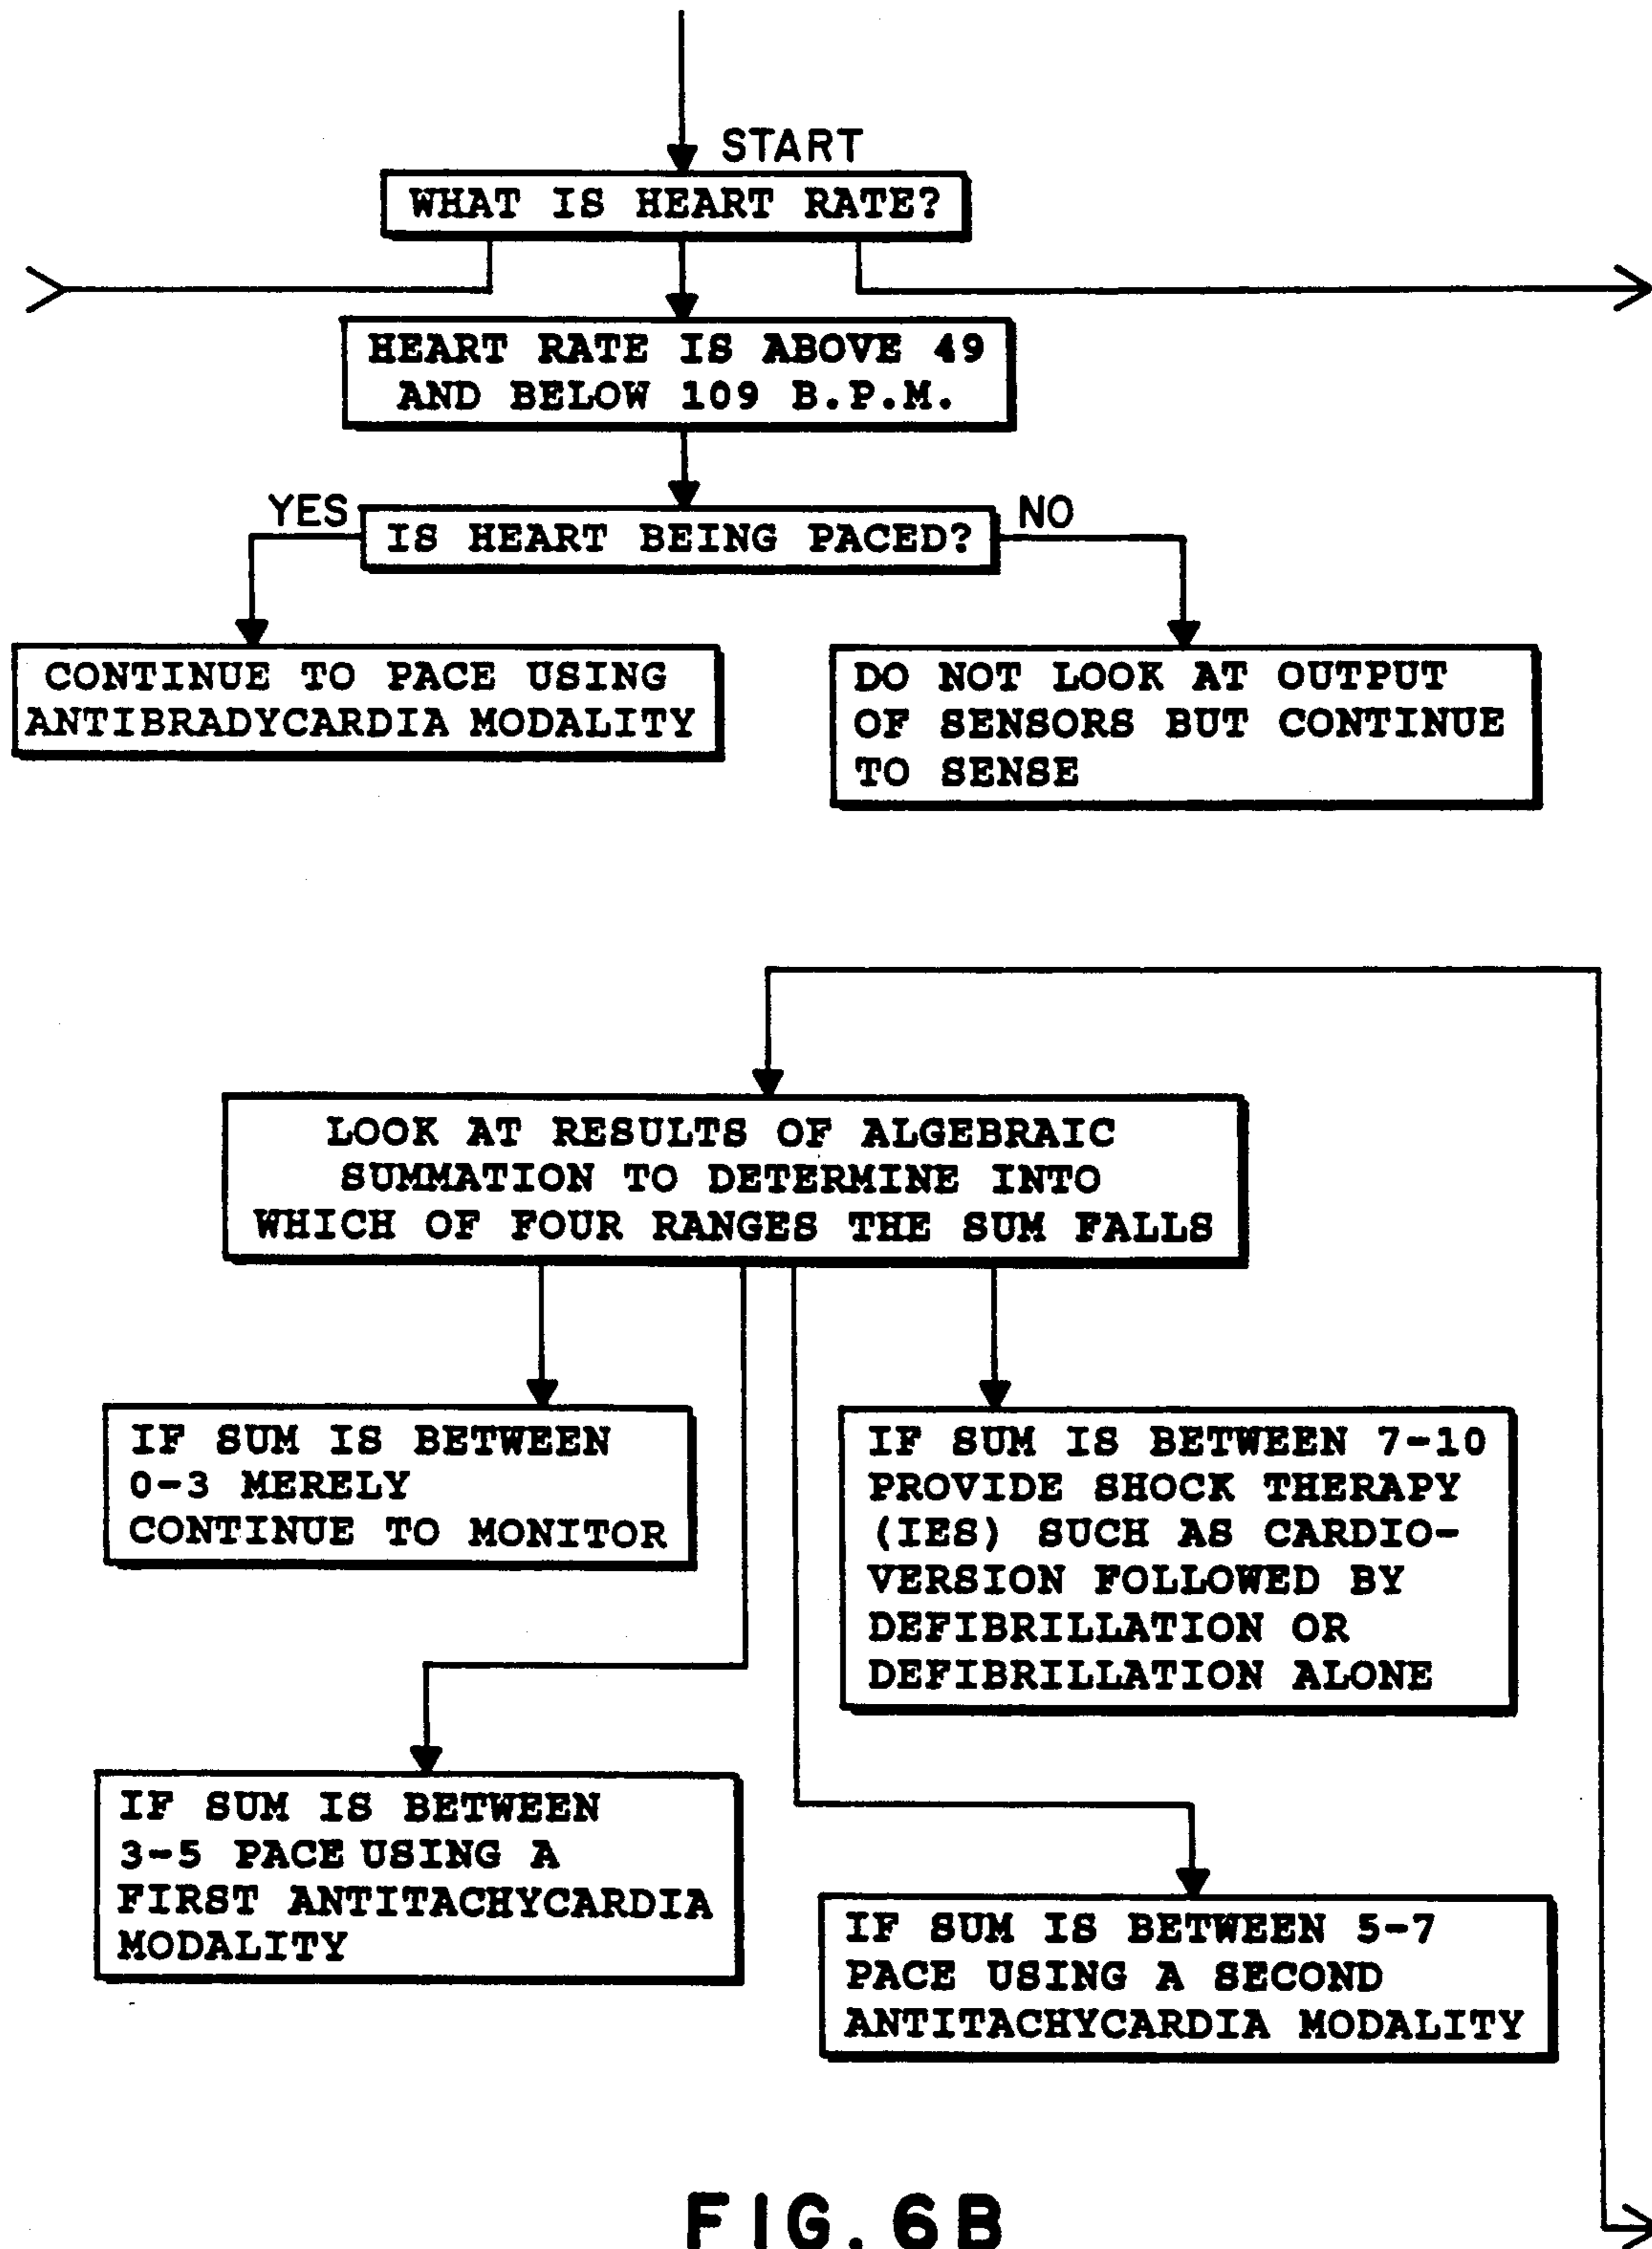 START
WHAT IS HEART RATE?
HEART RATE IS ABOVE 49
AND BELOW 109 B.P.M.
YES
IS HEART BEING PACED?
NO
CONTINUE TO PACE USING
ANTIBRADYCARDIA MODALITY
DO NOT LOOK AT OUTPUT
OF SENSORS BUT CONTINUE
TO SENSE
LOOK AT RESULTS OF ALGEBRAIC
SUMMATION TO DETERMINE INTO
WHICH OF FOUR RANGES THE SUM FALLS
IF SUM IS BETWEEN
0-3 MERELY
CONTINUE TO MONITOR
IF SUM IS BETWEEN 7-10
PROVIDE SHOCK THERAPY
(IES) SUCH AS CARDIO-
VERSION FOLLOWED BY
DEFIBRILLATION OR
DEFIBRILLATION ALONE
IF SUM IS BETWEEN
3-5 PACE USING A
FIRST ANTITACHYCARDIA
MODALITY
IF SUM IS BETWEEN 5-7
PACE USING A SECOND
ANTITACHYCARDIA MODALITY
FIG. 6B